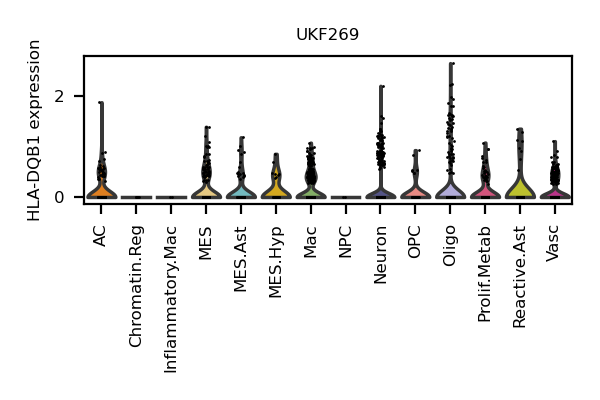 UKF269
HLA-DQB1 expression
2
0
AC
Chromatin.Reg
Inflammatory.Mac
MES
MES.Ast
MES.Hyp
Mac
NPC
Neuron
OPC
Oligo
Prolif.Metab
Reactive.Ast
Vasc